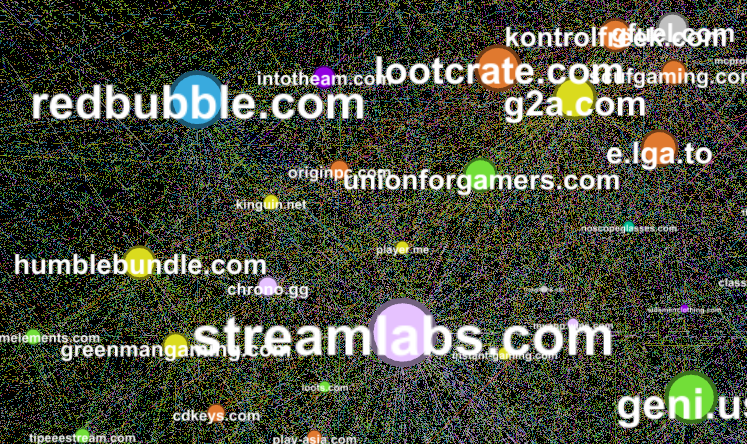 kontrolfreek.com
gfuel.com
lootcrate.com
intotheam.com
scufgaming.com
redbubble.com
g2a.com
e.lga.to
originpc.com
unionforgamers.com
kinguin.net
noscopeglasses.com
player.me
humblebundle.com
chrono.gg
class
streamlabs.com
melements.com
greenmangaming.com
loots.com
geni.us
cdkeys.com
tipeeestream.com
play-asia.com